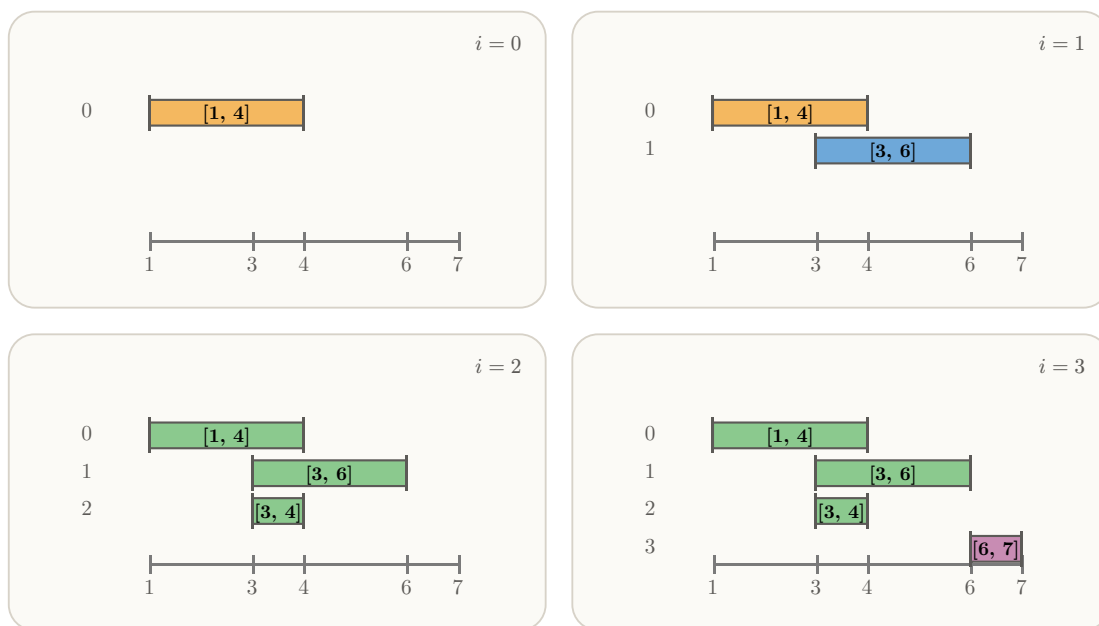 i = 0
0 [1, 4]
1 3 4 6 7
i = 1
0 [1, 4]
1 [3, 6]
1 3 4 6 7
i = 2
0 [1, 4]
1 [3, 6]
2 [3, 4]
1 3 4 6 7
i = 3
0 [1, 4]
1 [3, 6]
2 [3, 4]
3 [6, 7]
1 3 4 6 7